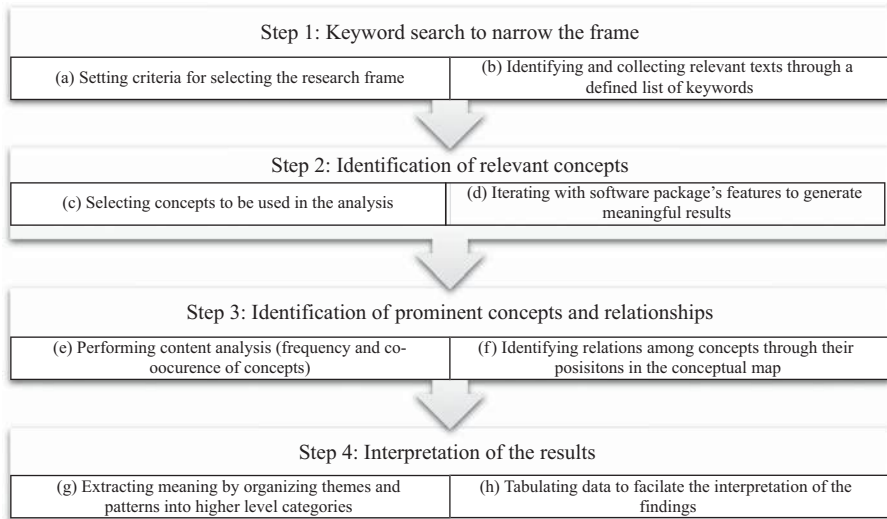 Step 1: Keyword search to narrow the frame
(a) Setting criteria for selecting the research frame
(b) Identifying and collecting relevant texts through a
defined list of keywords
Step 2: Identification of relevant concepts
(c) Selecting concepts to be used in the analysis
(d) Iterating with software package's features to generate
meaningful results
Step 3: Identification of prominent concepts and relationships
(e) Performing content analysis (frequency and co-
oocurence of concepts)
(f) Identifying relations among concepts through their
posisitons in the conceptual map
Step 4: Interpretation of the results
(g) Extracting meaning by organizing themes and
patterns into higher level categories
(h) Tabulating data to faciliate the interpretation of the
findings